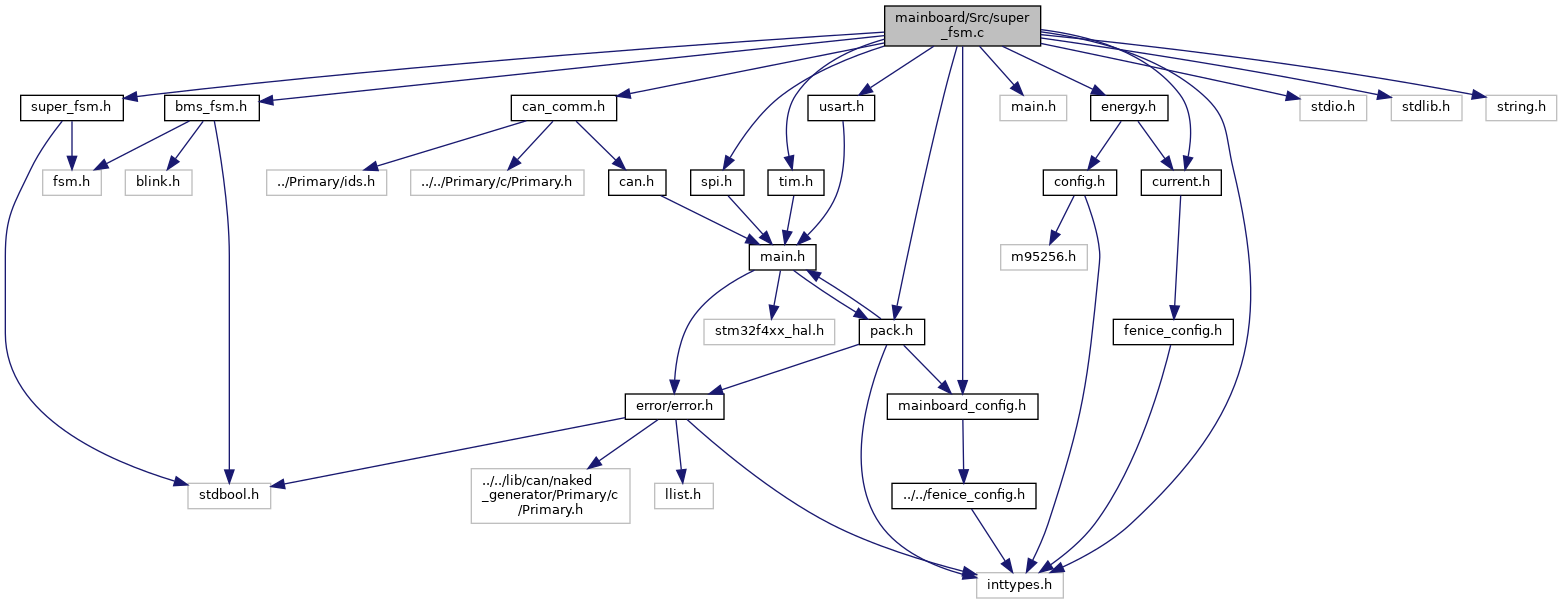 mainboard/Src/super
_fsm.c
super_fsm.h
bms_fsm.h
can_comm.h
usart.h
main.h
energy.h
stdio.h
stdlib.h
string.h
fsm.h
blink.h
../Primary/ids.h
../../Primary/c/Primary.h
can.h
spi.h
tim.h
config.h
current.h
main.h
m95256.h
stm32f4xx_hal.h
pack.h
fenice_config.h
error/error.h
mainboard_config.h
stdbool.h
../../lib/can/naked
_generator/Primary/c
/Primary.h
llist.h
../../fenice_config.h
inttypes.h